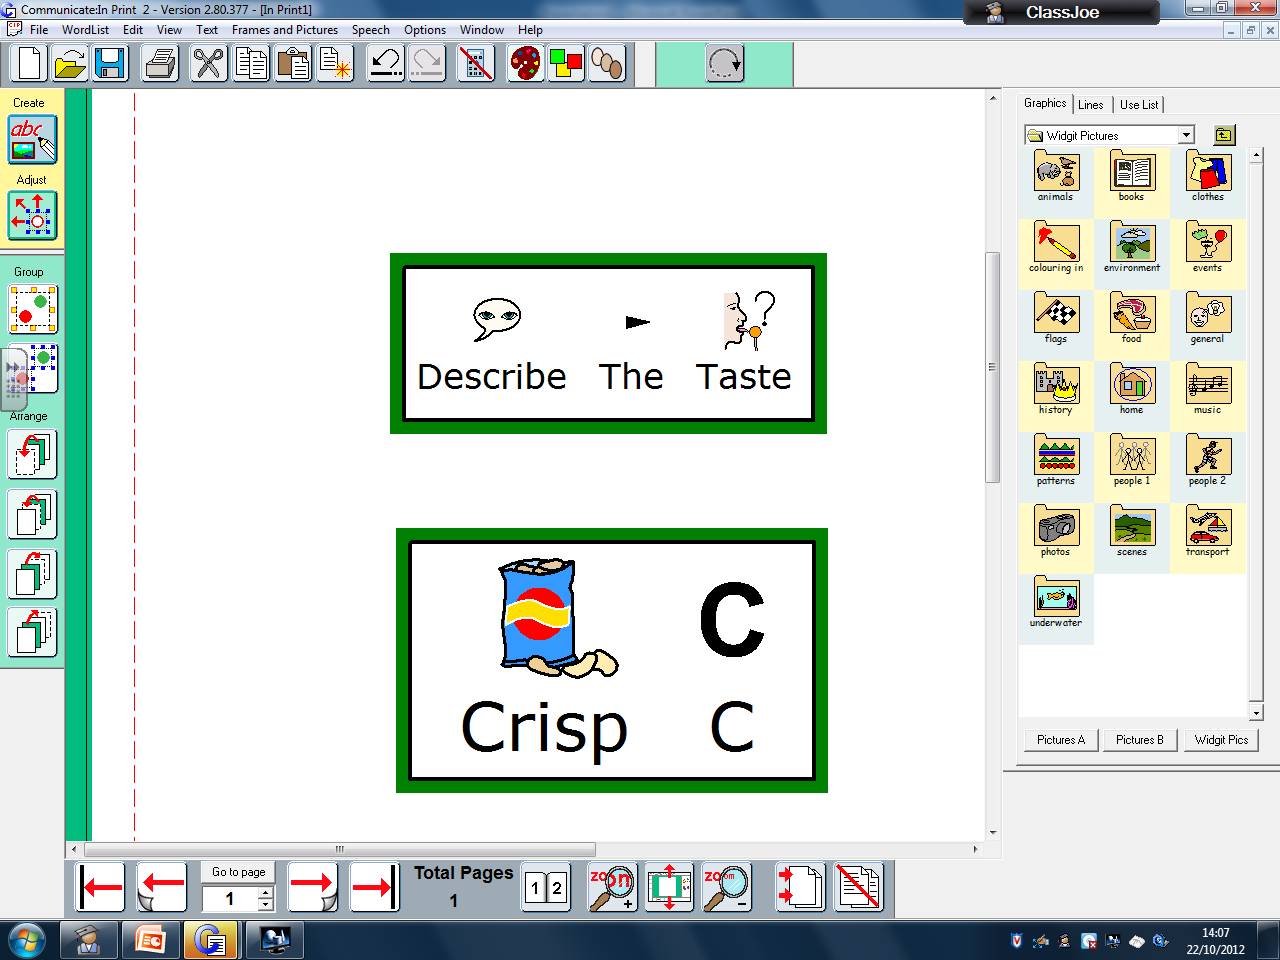 Communicate:In Print 2 - Version 2.80.377 - [In Print1]
ClassJoe
File WordList Edit View Text Frames and Pictures Speech Options Window Help
Create
abc
Adjust
Group
Arrange
Describe The Taste
C
Crisp C
Graphics Lines Use List
Widgit Pictures
animals books clothes
colouring in environment events
flags food general
history home music
patterns people 1 people 2
photos scenes transport
underwater
Pictures A Pictures B Widgit Pics
Go to page
1
Total Pages
1
1 2
zoom +
zoom -
14:07
22/10/2012